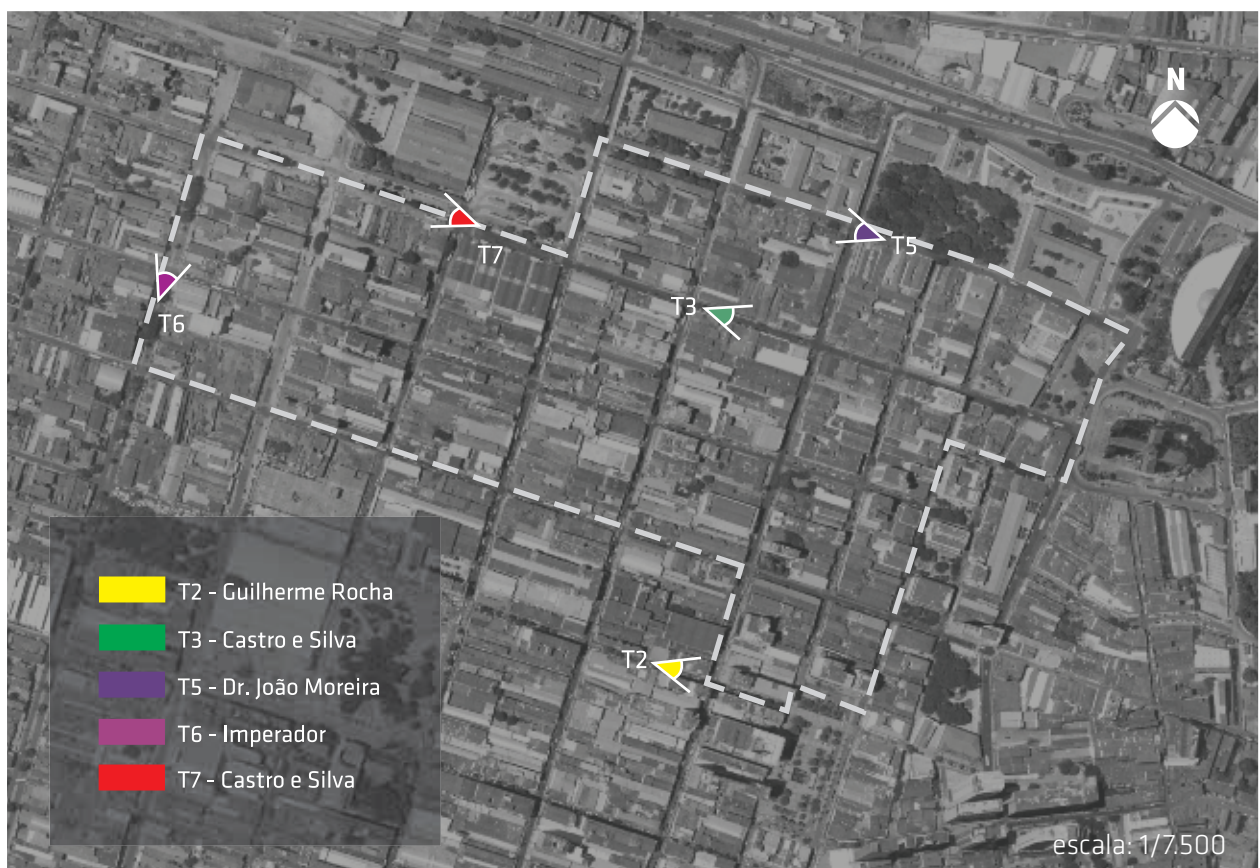 N
T5
T7
T3
T6
T2
T2 - Guilherme Rocha
T3 - Castro e Silva
T5 - Dr. João Moreira
T6 - Imperador
T7 - Castro e Silva
escala: 1/7.500